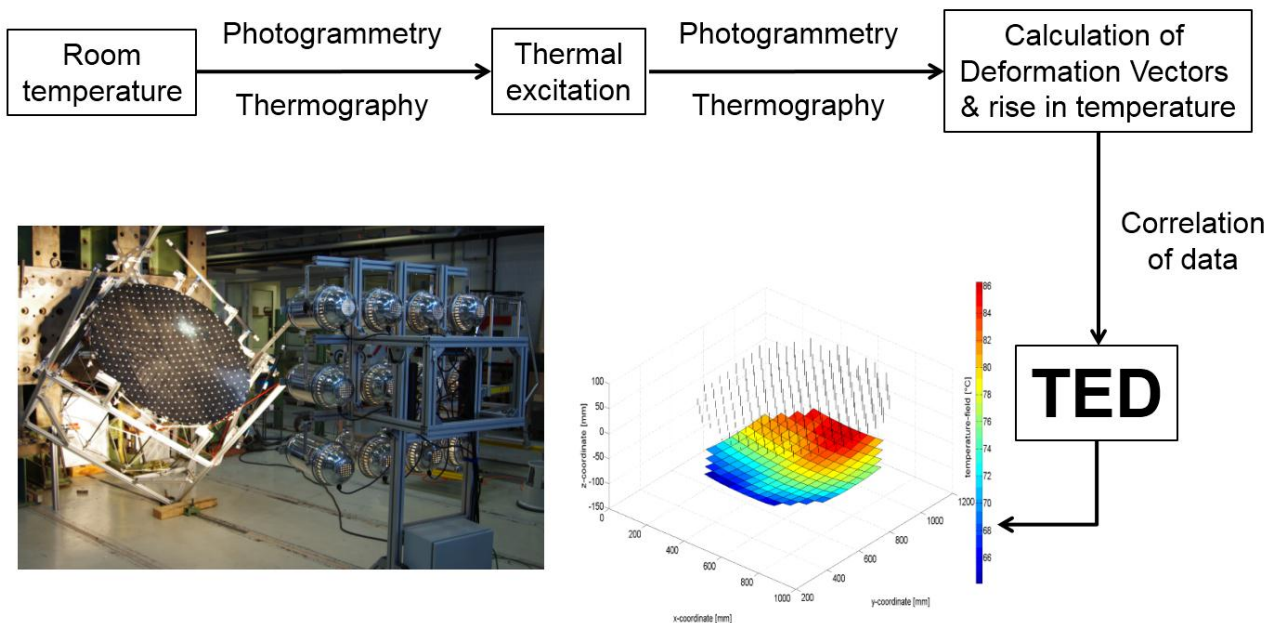 Room
temperature
Photogrammetry
Thermography
Thermal
excitation
Photogrammetry
Thermography
Calculation of
Deformation Vectors
& rise in temperature
Correlation
of data
TED
z-coordinate [mm]
100
50
0
-50
-100
-150
0
200
400
600
800
1000
x-coordinate [mm]
200
400
600
800
1000
1200
y-coordinate [mm]
temperature-field [°C]
86
82
80
78
74
72
70
68
66